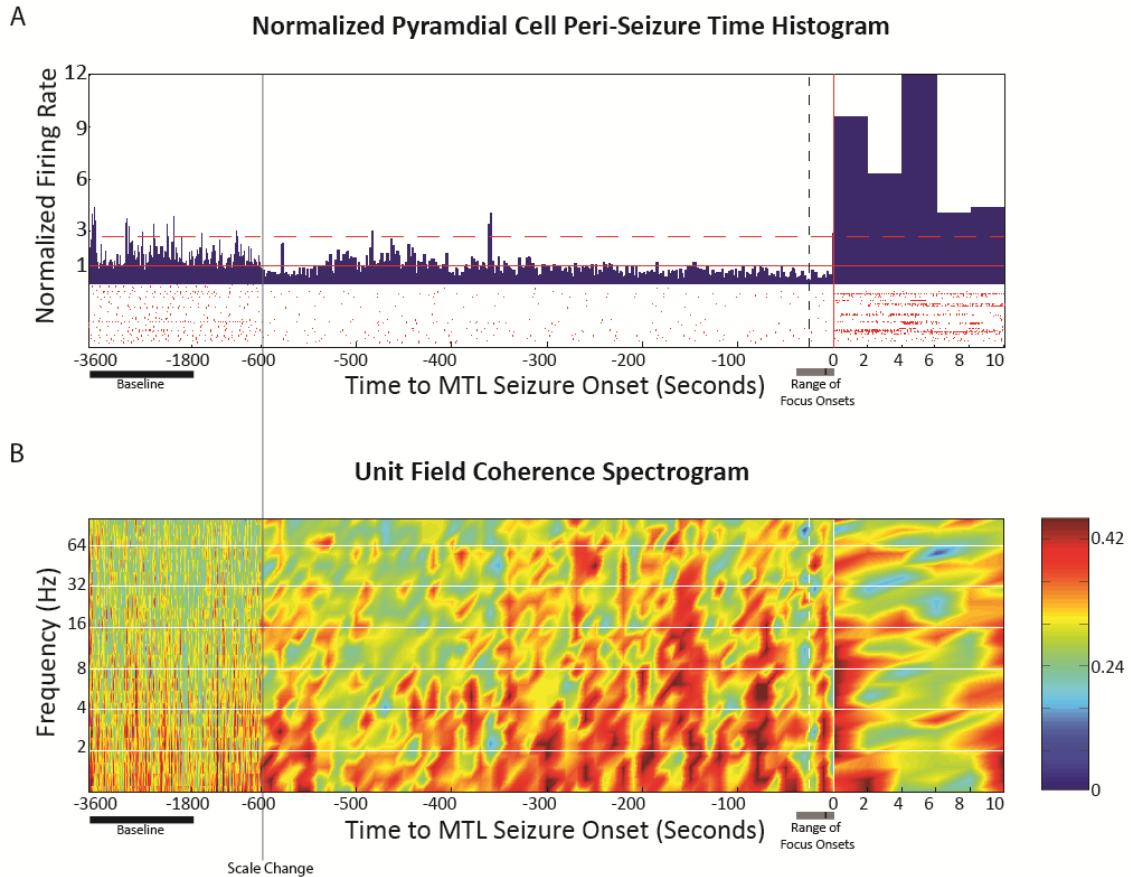 A
Normalized Pyramdial Cell Peri-Seizure Time Histogram
Normalized Firing Rate
12
9
6
3
1
-3600 -1800 -600 -500 -400 -300 -200 -100 0 2 4 6 8 10
Baseline
Time to MTL Seizure Onset (Seconds)
Range of
Focus Onsets
B
Unit Field Coherence Spectrogram
Frequency (Hz)
64
32
16
8
4
2
0.42
0.24
0
-3600 -1800 -600 -500 -400 -300 -200 -100 0 2 4 6 8 10
Baseline
Time to MTL Seizure Onset (Seconds)
Range of
Focus Onsets
Scale Change